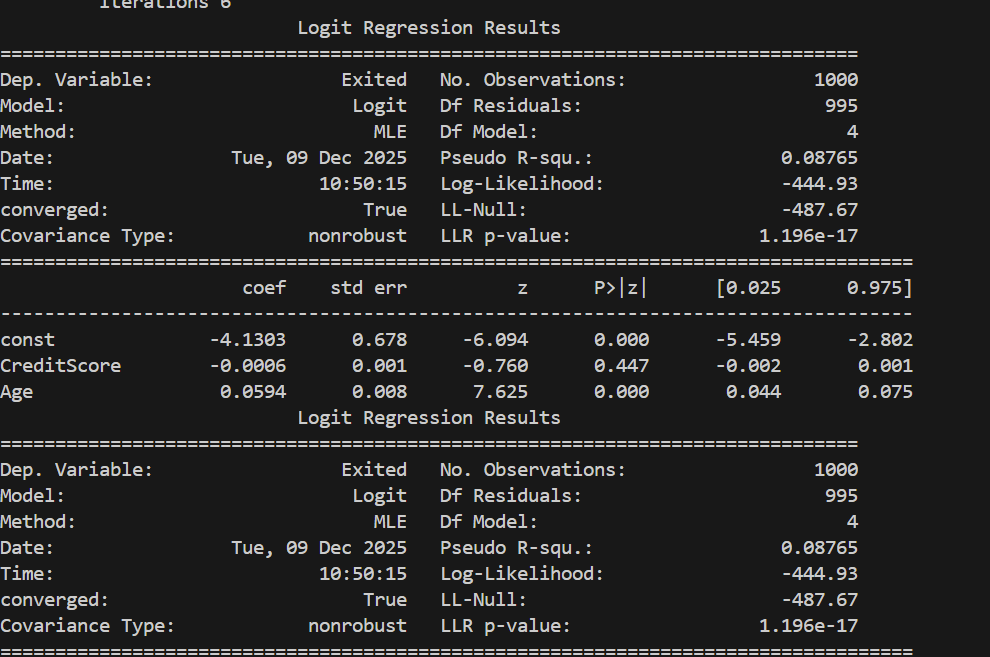 Iterations 6
Logit Regression Results
==============================================================================
Dep. Variable: Exited No. Observations: 1000
Model: Logit Df Residuals: 995
Method: MLE Df Model: 4
Date: Tue, 09 Dec 2025 Pseudo R-squ.: 0.08765
Time: 10:50:15 Log-Likelihood: -444.93
converged: True LL-Null: -487.67
Covariance Type: nonrobust LLR p-value: 1.196e-17
===================================================================================
coef std err z P>|z| [0.025 0.975]
-----------------------------------------------------------------------------------
const -4.1303 0.678 -6.094 0.000 -5.459 -2.802
CreditScore -0.0006 0.001 -0.760 0.447 -0.002 0.001
Age 0.0594 0.008 7.625 0.000 0.044 0.075
Logit Regression Results
==============================================================================
Dep. Variable: Exited No. Observations: 1000
Model: Logit Df Residuals: 995
Method: MLE Df Model: 4
Date: Tue, 09 Dec 2025 Pseudo R-squ.: 0.08765
Time: 10:50:15 Log-Likelihood: -444.93
converged: True LL-Null: -487.67
Covariance Type: nonrobust LLR p-value: 1.196e-17
===================================================================================